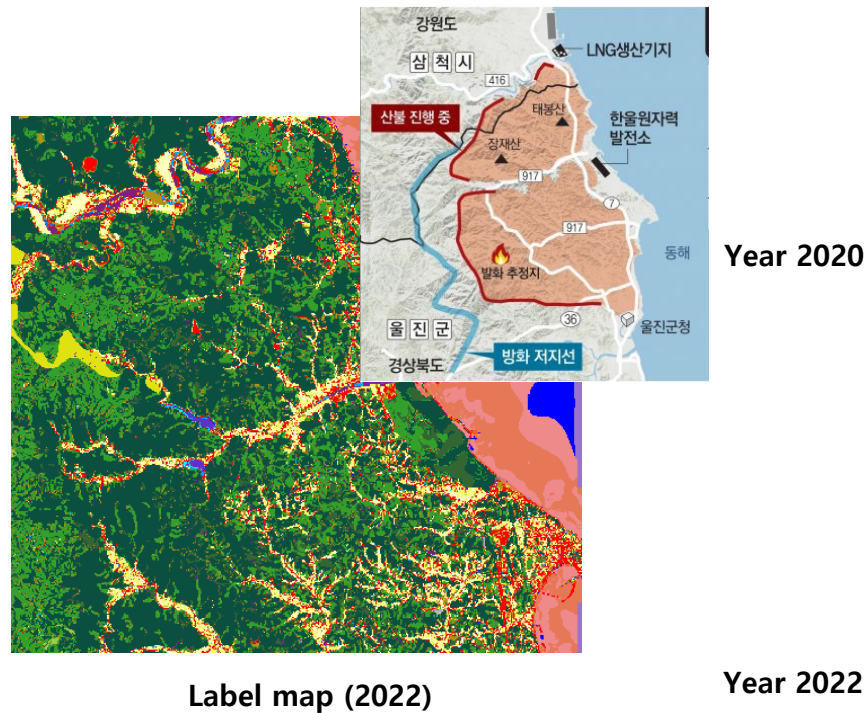 강원도
LNG생산기지
삼척시
416
산불 진행 중
태봉산
한울원자력
발전소
장재산
917
7
917
동해
Year 2020
발화 추정지
36
울진군
울진군청
경상북도
방화 저지선
Label map (2022)
Year 2022